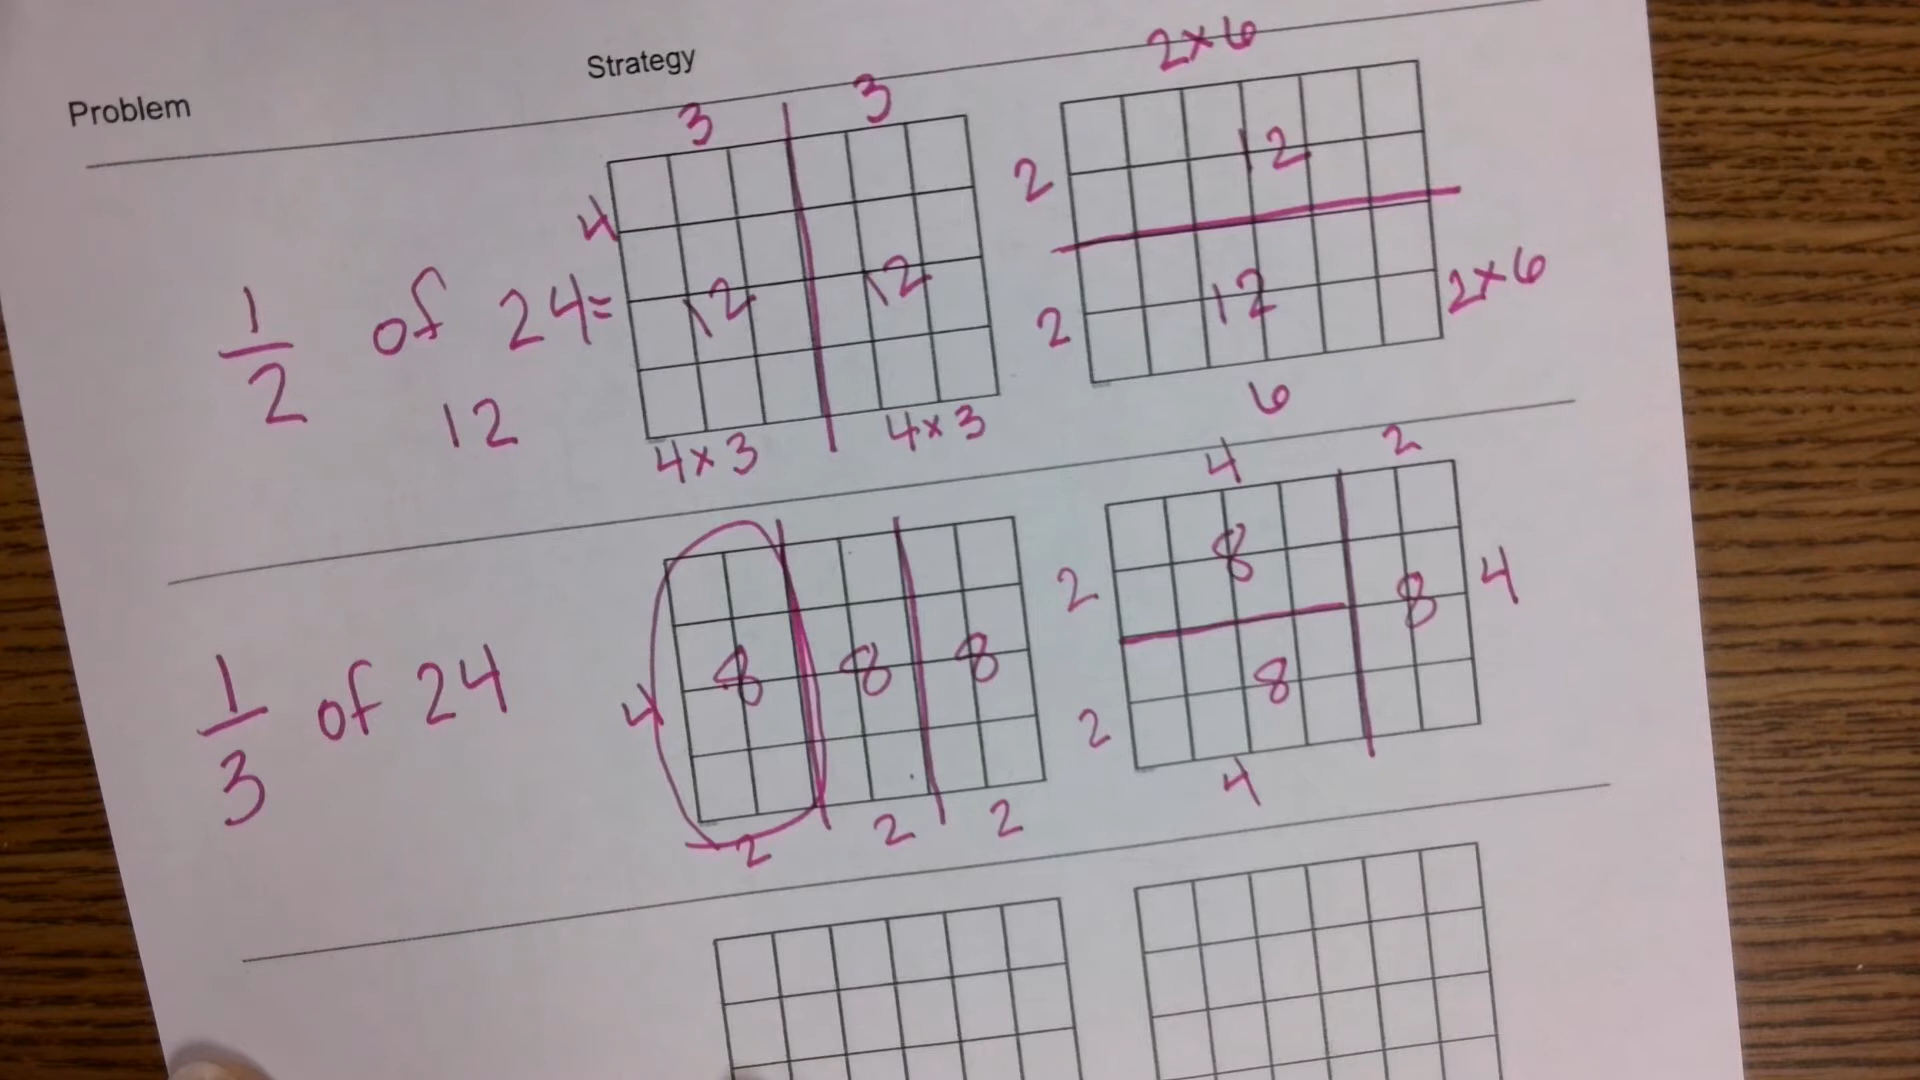 Problem
Strategy
1/2 of 24=
12
3 3
4
12 12
4x3 4x3
2x6
2 12
2 12 2x6
6
1/3 of 24
4 8 8 8
2 2 2
4 2
2 8
8 4
2 8
4